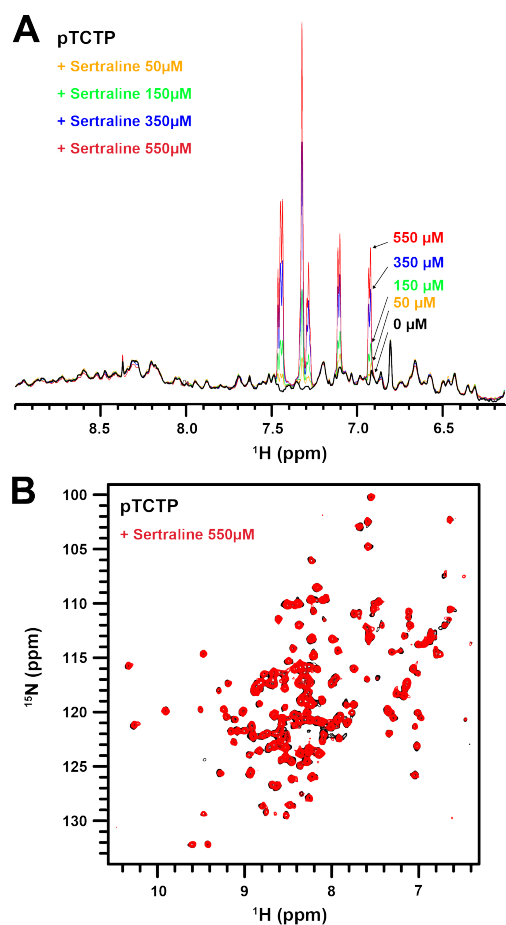 A
pTCTP
+ Sertraline 50µM
+ Sertraline 150µM
+ Sertraline 350µM
+ Sertraline 550µM
550 µM
350 µM
150 µM
50 µM
0 µM
8.5 8.0 7.5 7.0 6.5
¹H (ppm)
B
pTCTP
+ Sertraline 550µM
100
105
110
115
120
125
130
¹⁵N (ppm)
10 9 8 7
¹H (ppm)